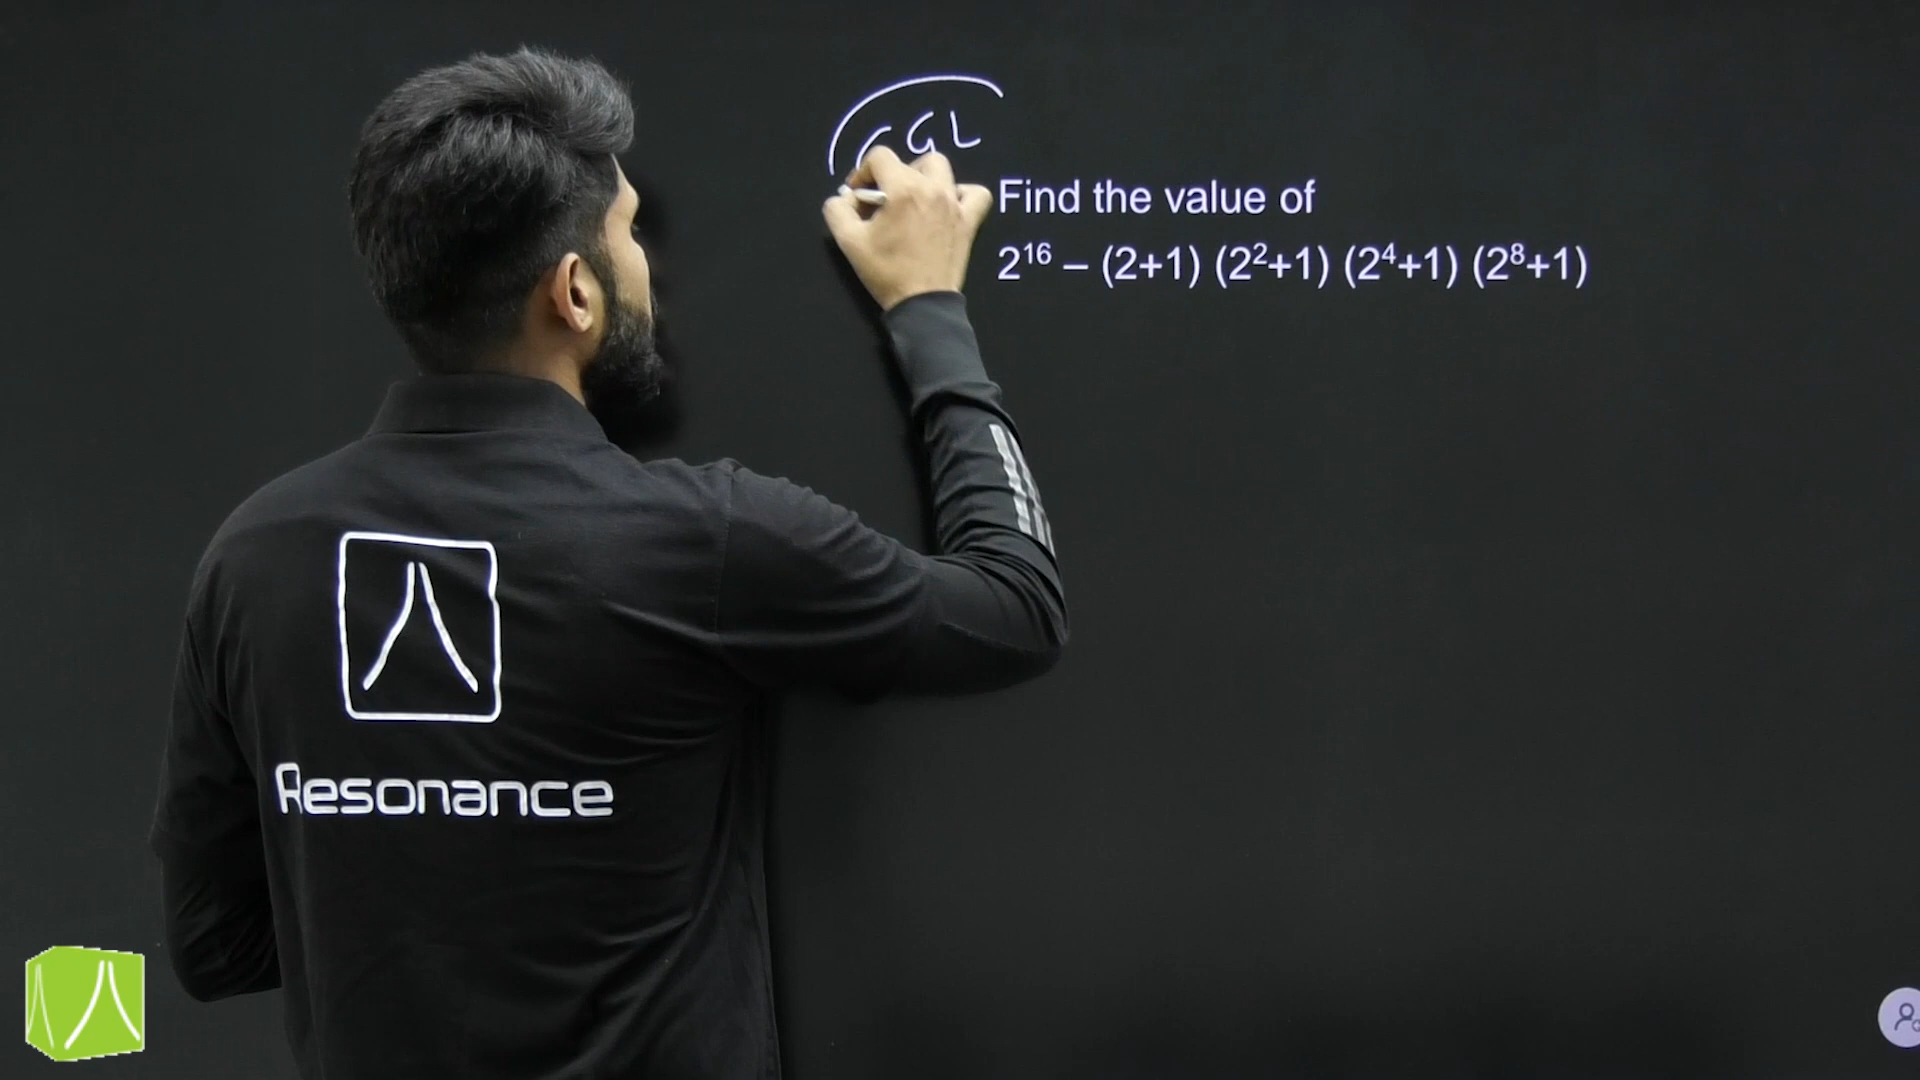 CGL
Find the value of
2¹⁶ – (2+1) (2²+1) (2⁴+1) (2⁸+1)
Resonance